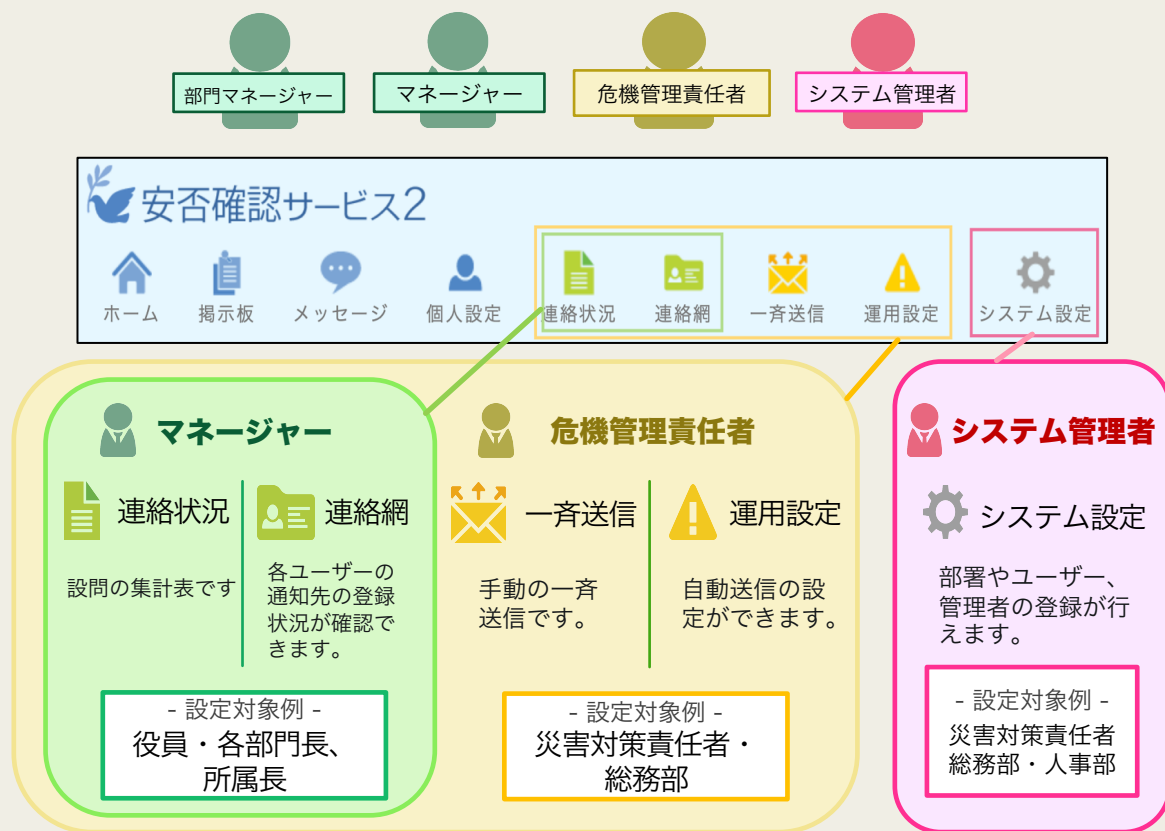 部門マネージャー
マネージャー
危機管理責任者
システム管理者
安否確認サービス2
ホーム
掲示板
メッセージ
個人設定
連絡状況
連絡網
一斉送信
運用設定
システム設定
マネージャー
連絡状況
設問の集計表です
連絡網
各ユーザーの
通知先の登録
状況が確認で
きます。
- 設定対象例 -
役員・各部門長、
所属長
危機管理責任者
一斉送信
手動の一斉
送信です。
運用設定
自動送信の設
定ができます。
- 設定対象例 -
災害対策責任者・
総務部
システム管理者
システム設定
部署やユーザー、
管理者の登録が行
えます。
- 設定対象例 -
災害対策責任者
総務部・人事部